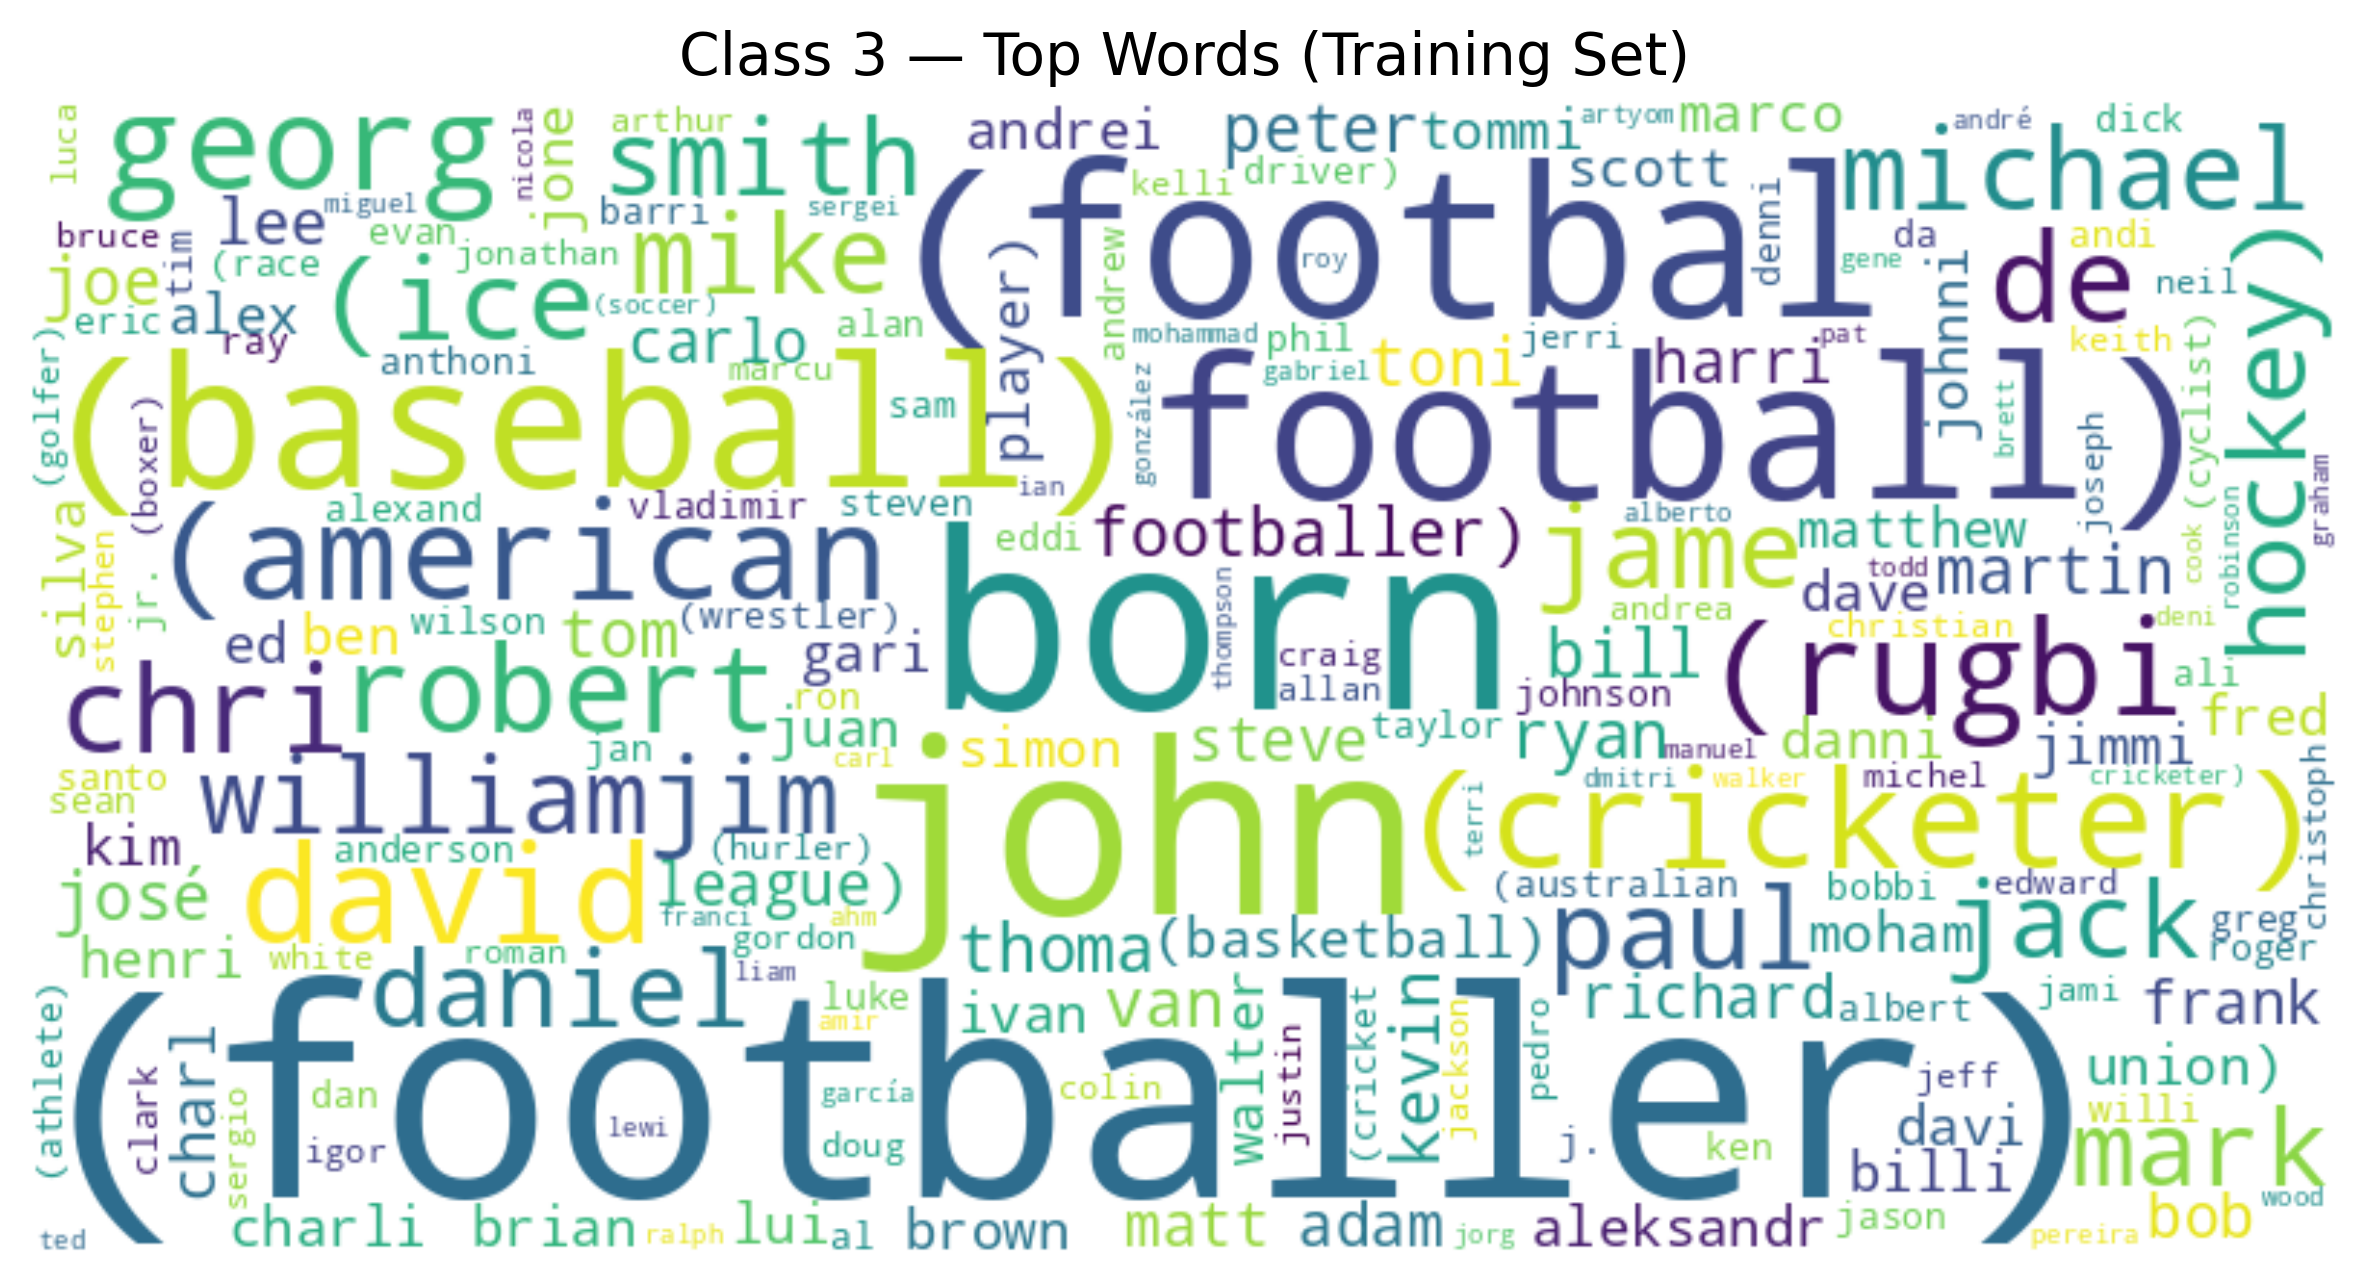 Class 3 — Top Words (Training Set)
luca
georg
nicola
jone
arthur
smith
andrei
peter
tommi
artyom
marco
andré
dick
michael
kelli
driver)
scott
denni
(footbal
bruce
tim
lee
miguel
barri
sergei
evan
jonathan
mike
(race
joe
eric
alex
ray
(ice
(soccer)
carlo
alan
anthoni
marcu
player)
andrew
roy
gene
da
johnni
de
andi
neil
keith
hockey)
mohammad
phil
gabriel
toni
jerri
harri
pat
(golfer)
(boxer)
(baseball)
sam
ian
gonzález
football)
brett
joseph
(cyclist)
graham
silva
stephen
jr.
alexand
vladimir
steven
(american
eddi
footballer)
alberto
jame
matthew
todd
dave
martin
cook
robinson
ed
ben
wilson
tom
(wrestler)
gari
born
thompson
craig
allan
andrea
bill
johnson
christian
deni
(rugbi
ali
fred
chri
robert
ron
juan
jan
carl
simon
steve
taylor
ryan
manuel
danni
jimmi
santo
sean
william
jim
john
dmitri
walker
michel
cricketer)
terri
(cricketer)
christoph
kim
anderson
(hurler)
josé
david
league)
franci
ahm
(australian
bobbi
edward
jack
greg
roger
henri
white
roman
gordon
liam
thoma
(basketball)
paul
moham
daniel
luke
amir
ivan
van
walter
justin
(cricket
kevin
jackson
pedro
richard
albert
jami
frank
(athlete)
clark
charl
sergio
dan
igor
lewi
garcía
doug
colin
(footballer)
j.
ken
jeff
davi
billi
union)
willi
mark
ted
charli
brian
ralph
lui
al
brown
matt
adam
jorg
aleksandr
jason
pereira
bob
wood